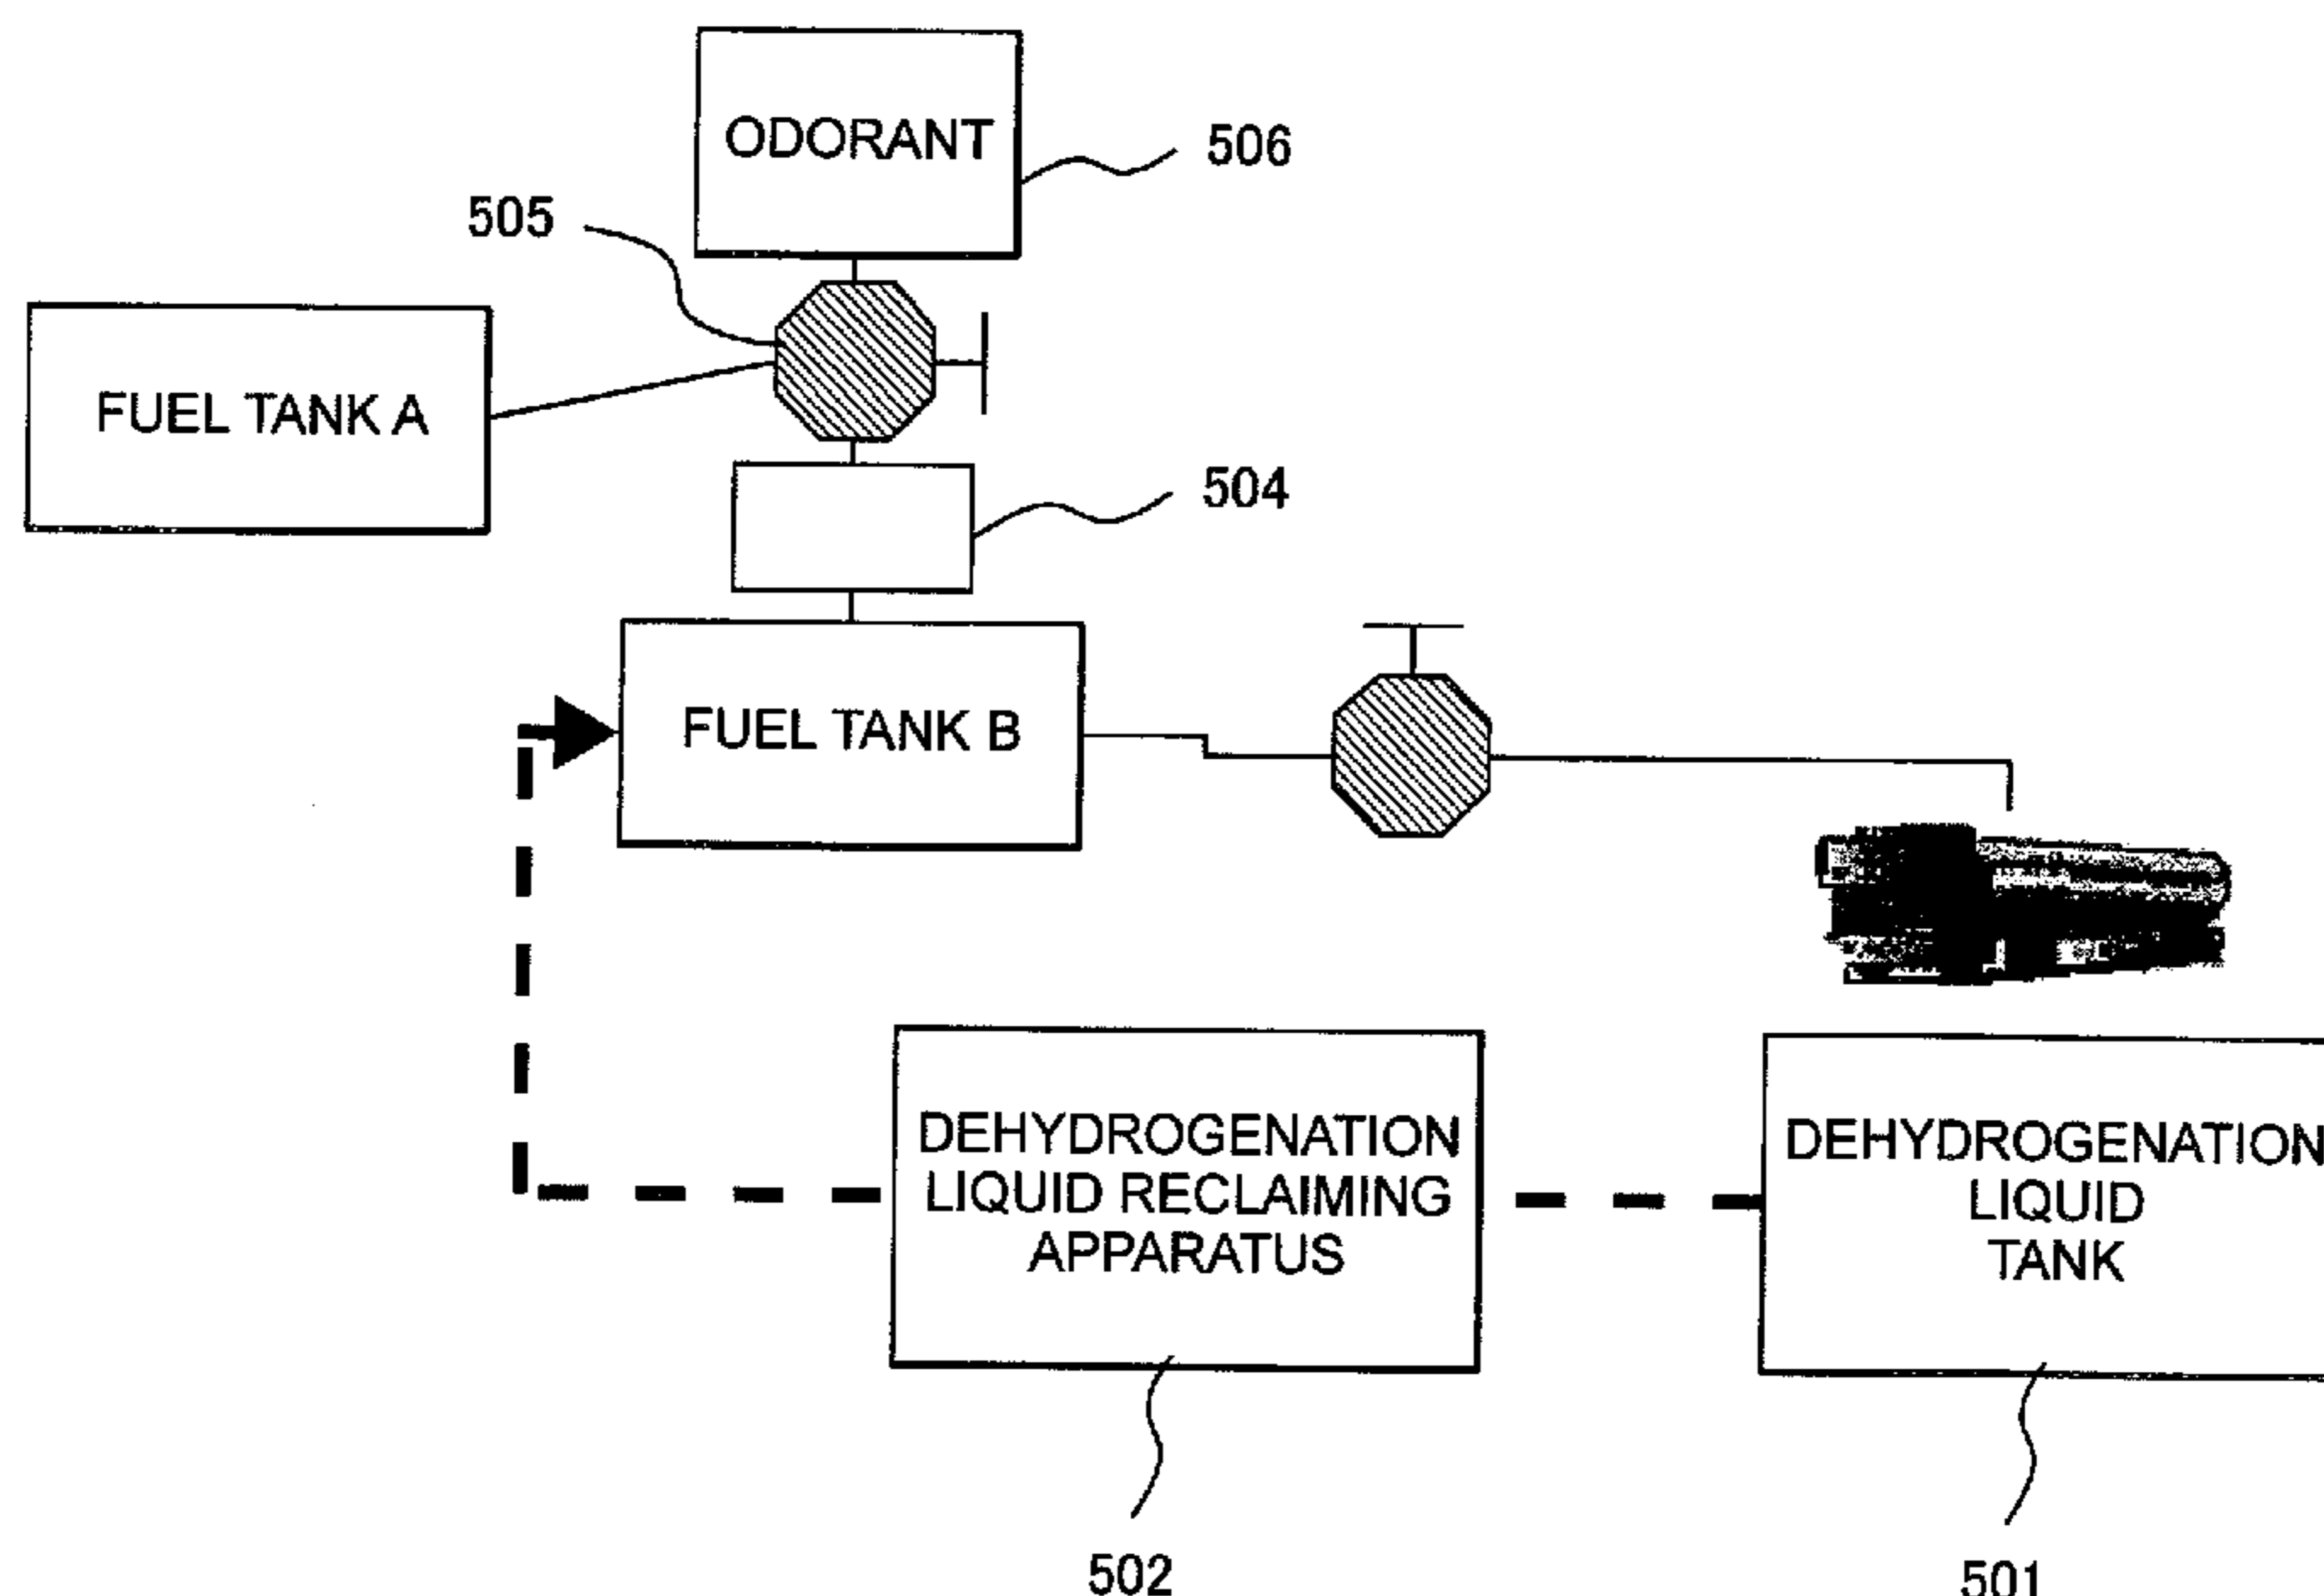 ODORANT
506
505
FUEL TANK A
504
FUEL TANK B
DEHYDROGENATION
LIQUID RECLAIMING
APPARATUS
DEHYDROGENATION
LIQUID
TANK
502
501